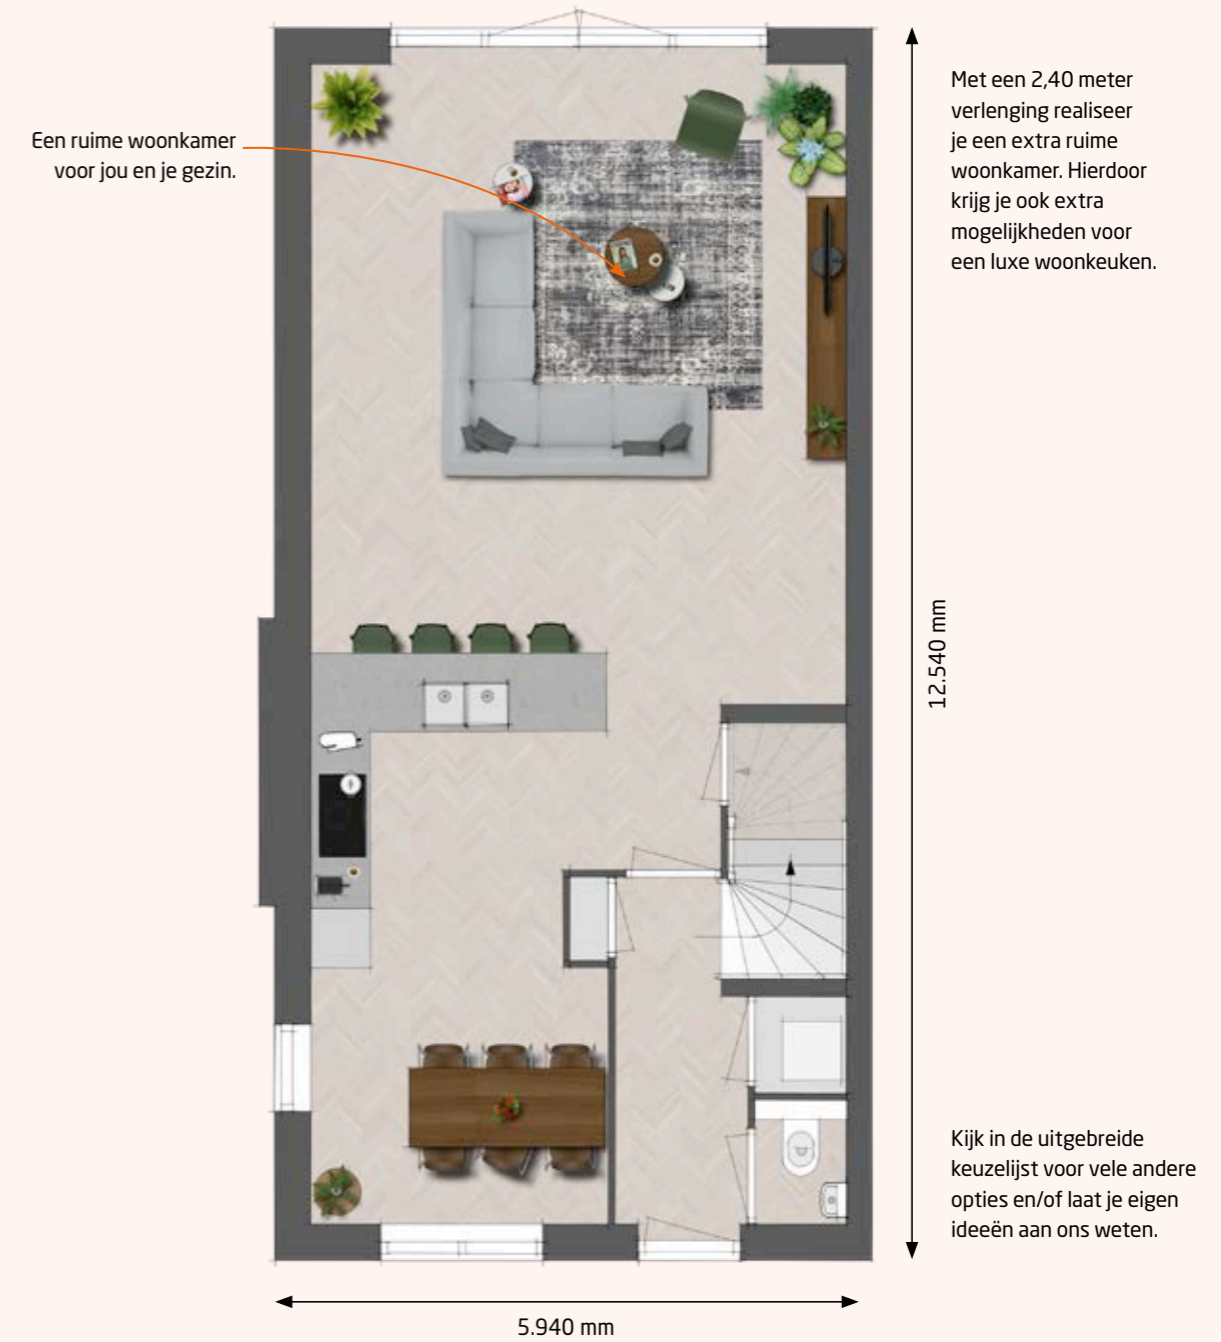 Een ruime woonkamer
voor jou en je gezin.
Met een 2,40 meter
verlenging realiseer
je een extra ruime
woonkamer. Hierdoor
krijg je ook extra
mogelijkheden voor
een luxe woonkeuken.
12.540 mm
Kijk in de uitgebreide
keuzelijst voor vele andere
opties en/of laat je eigen
ideeën aan ons weten.
5.940 mm